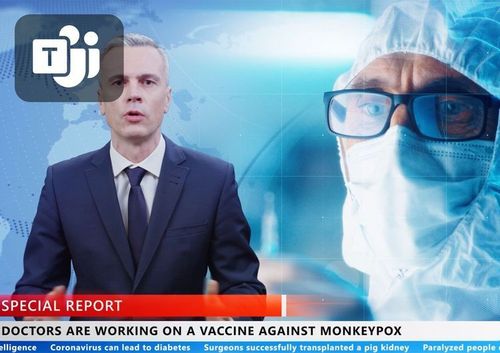 T
SPECIAL REPORT
DOCTORS ARE WORKING ON A VACCINE AGAINST MONKEYPOX
elligence Coronavirus can lead to diabetes Surgeons successfully transplanted a pig kidney Paralyzed people